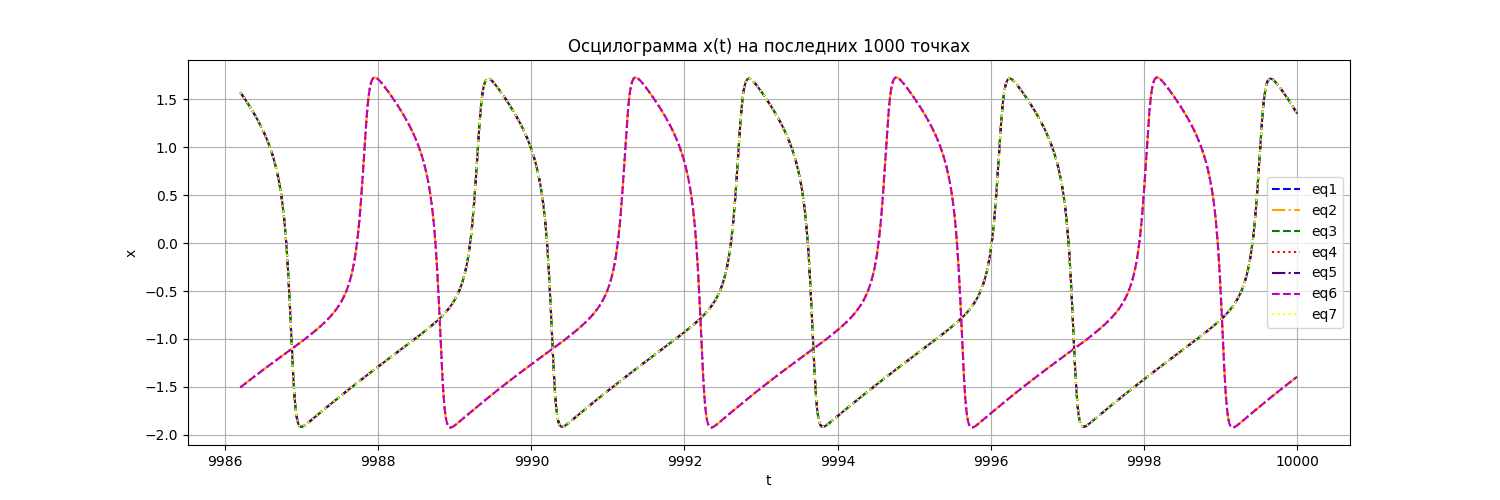 Осцилограмма x(t) на последних 1000 точках
x
1.5
1.0
0.5
0.0
−0.5
−1.0
−1.5
−2.0
eq1
eq2
eq3
eq4
eq5
eq6
eq7
9986 9988 9990 9992 9994 9996 9998 10000
t